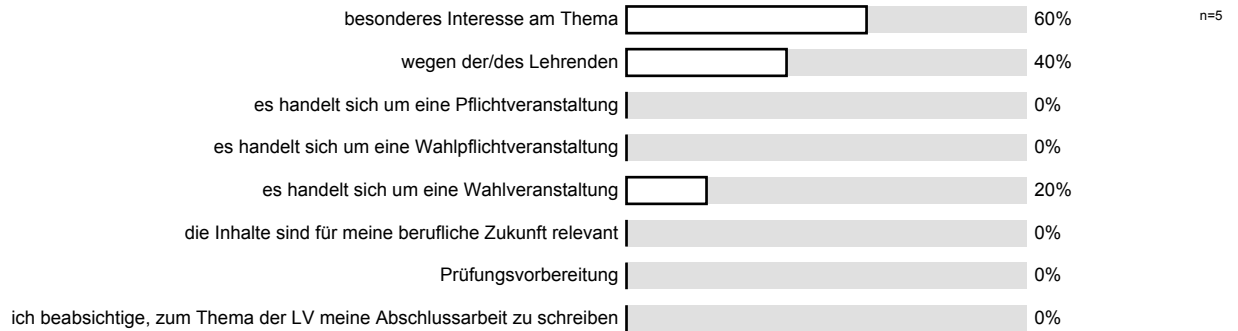 besonderes Interesse am Thema 60% n=5
wegen der/des Lehrenden 40%
es handelt sich um eine Pflichtveranstaltung 0%
es handelt sich um eine Wahlpflichtveranstaltung 0%
es handelt sich um eine Wahlveranstaltung 20%
die Inhalte sind für meine berufliche Zukunft relevant 0%
Prüfungsvorbereitung 0%
ich beabsichtige, zum Thema der LV meine Abschlussarbeit zu schreiben 0%